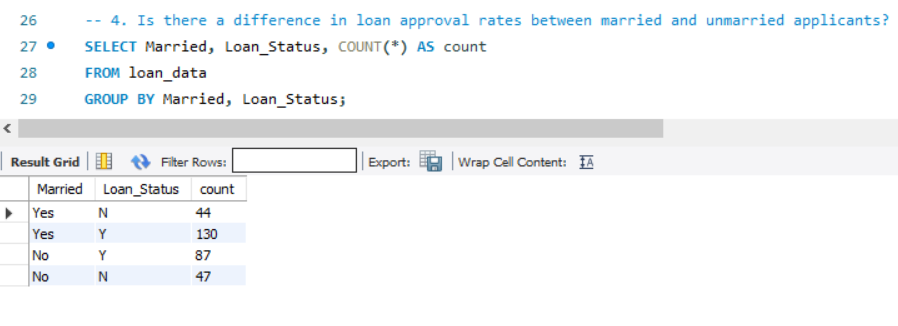 26 -- 4. Is there a difference in loan approval rates between married and unmarried applicants?
27 SELECT Married, Loan_Status, COUNT(*) AS count
28 FROM loan_data
29 GROUP BY Married, Loan_Status;
Result Grid Filter Rows: Export: Wrap Cell Content: IA
Married Loan_Status count
Yes N 44
Yes Y 130
No Y 87
No N 47